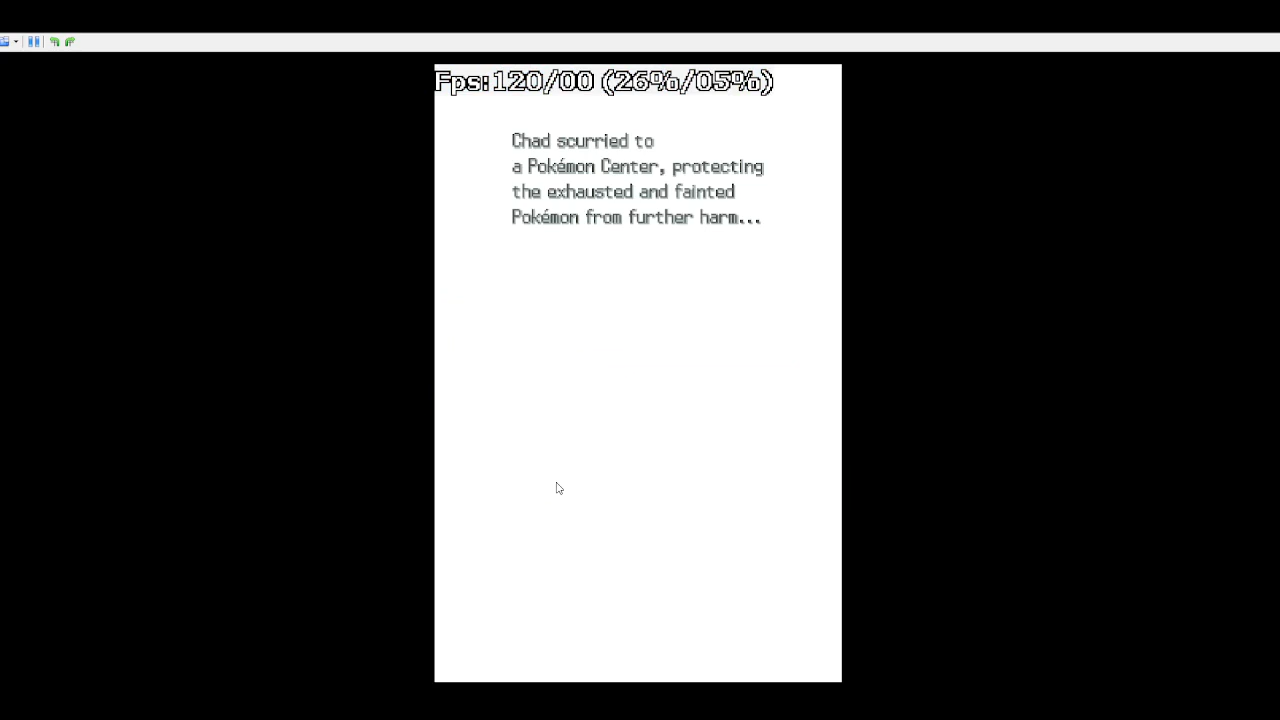 Fps:120/00 (26%/05%)
Chad scurried to
a Pokémon Center, protecting
the exhausted and fainted
Pokémon from further harm...